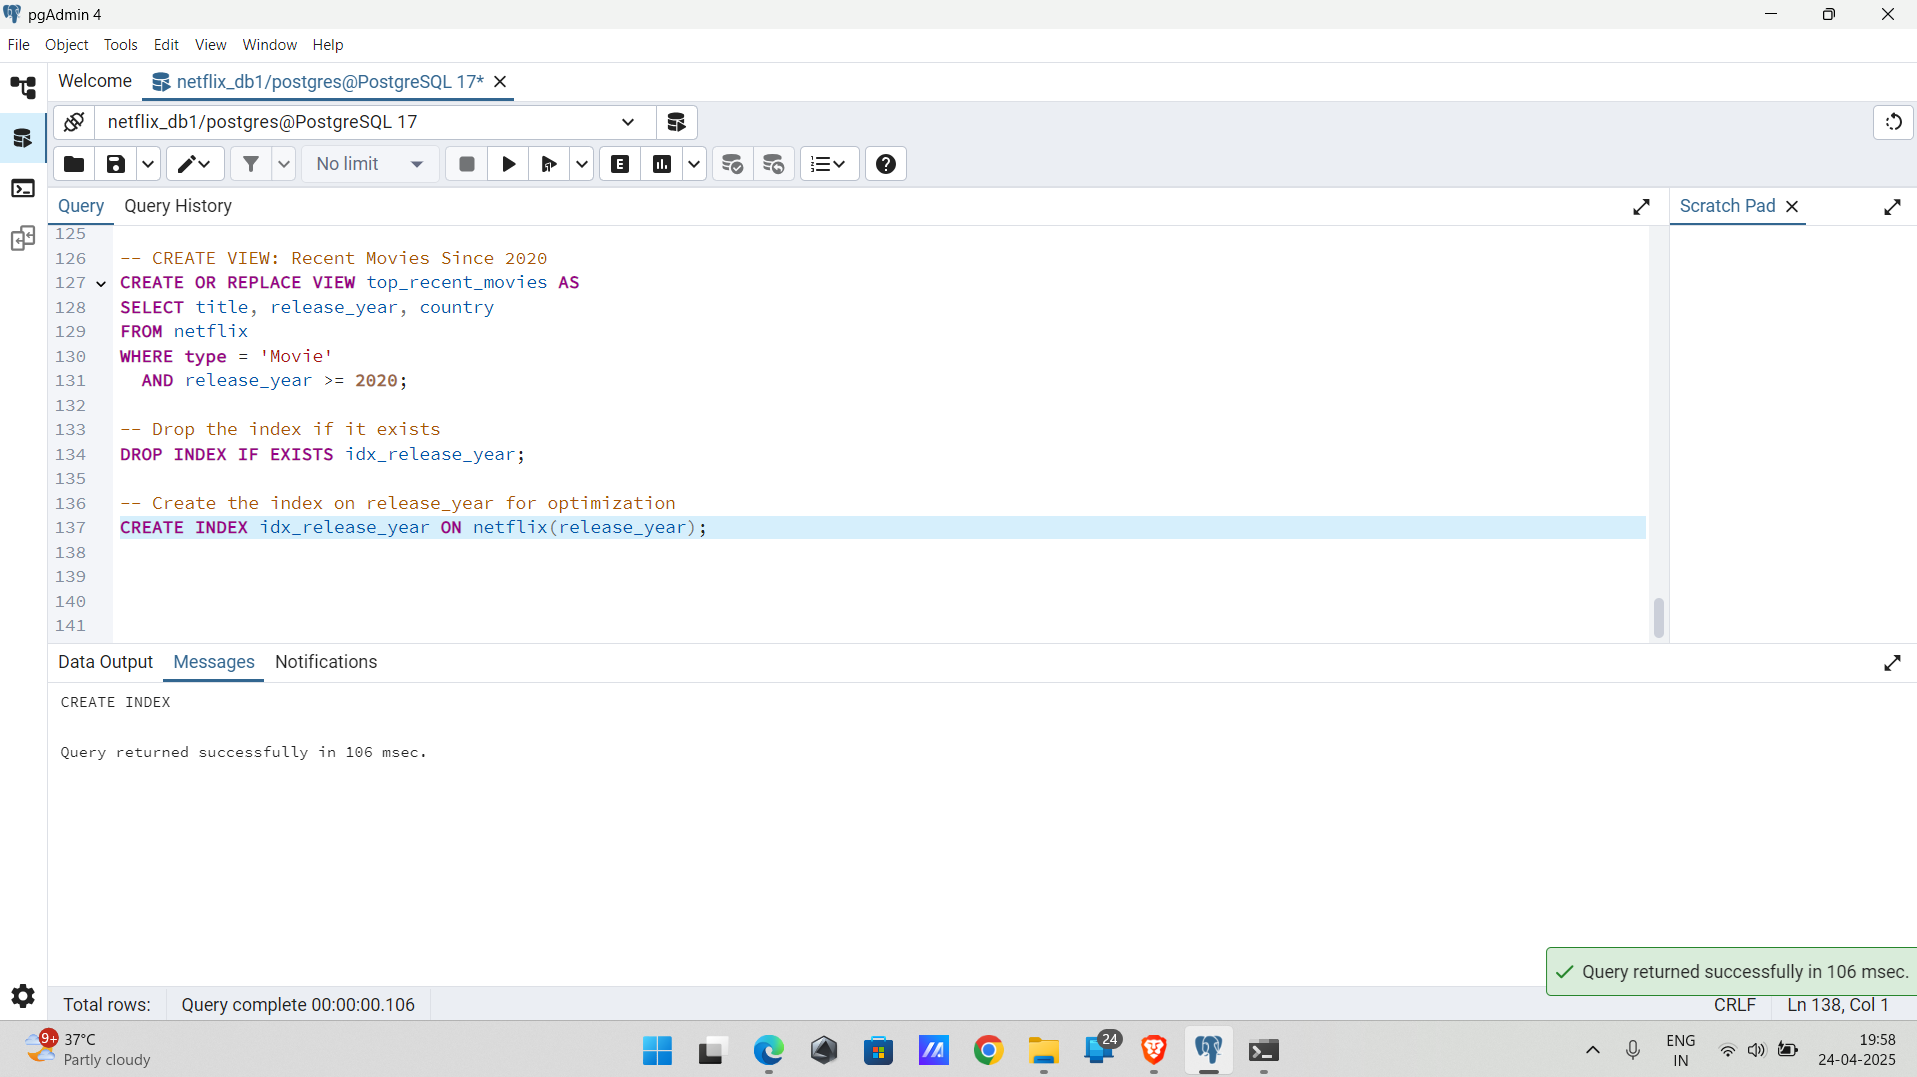 pgAdmin 4
File Object Tools Edit View Window Help
Welcome netflix_db1/postgres@PostgreSQL 17*
netflix_db1/postgres@PostgreSQL 17
No limit E
Query Query History Scratch Pad
125
126 -- CREATE VIEW: Recent Movies Since 2020
127 CREATE OR REPLACE VIEW top_recent_movies AS
128 SELECT title, release_year, country
129 FROM netflix
130 WHERE type = 'Movie'
131 AND release_year >= 2020;
132
133 -- Drop the index if it exists
134 DROP INDEX IF EXISTS idx_release_year;
135
136 -- Create the index on release_year for optimization
137 CREATE INDEX idx_release_year ON netflix(release_year);
138
139
140
141
Data Output Messages Notifications
CREATE INDEX
Query returned successfully in 106 msec.
Query returned successfully in 106 msec.
Total rows: Query complete 00:00:00.106 CRLF Ln 138, Col 1
9+ 37°C
Partly cloudy
24
ENG
IN
19:58
24-04-2025